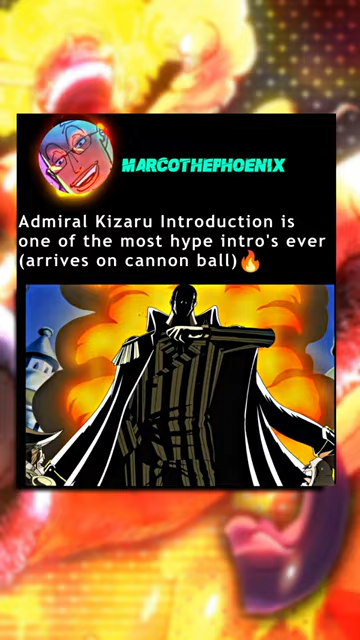 MARCOTHEPHOENIX
Admiral Kizaru Introduction is
one of the most hype intro's ever
(arrives on cannon ball)🔥